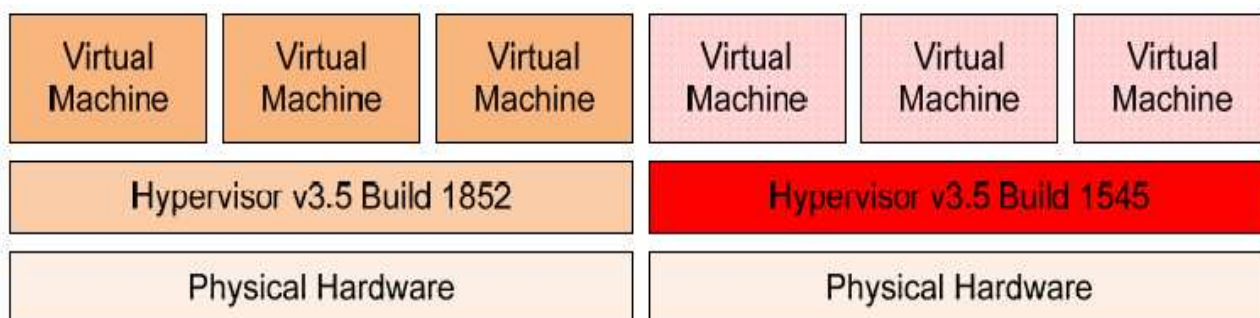 Virtual
Machine
Virtual
Machine
Virtual
Machine
Virtual
Machine
Virtual
Machine
Virtual
Machine
Hypervisor v3.5 Build 1852
Hypervisor v3.5 Build 1545
Physical Hardware
Physical Hardware